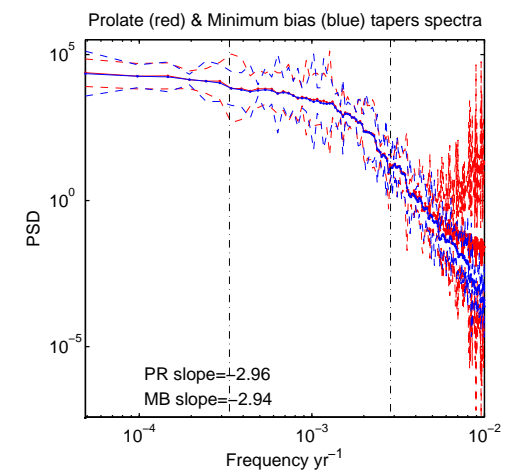 Prolate (red) & Minimum bias (blue) tapers spectra
10^5
10^0
10^−5
PSD
PR slope=−2.96
MB slope=−2.94
10^−4 10^−3 10^−2
Frequency yr^−1